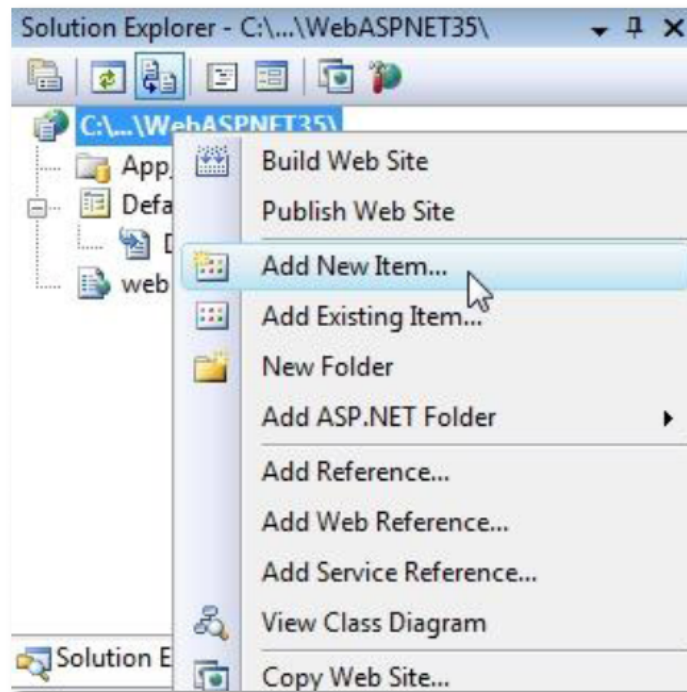 Solution Explorer - C:\...\WebASPNET35\
C:\...\WebASPNET35\
App_
Defa
web
Build Web Site
Publish Web Site
Add New Item...
Add Existing Item...
New Folder
Add ASP.NET Folder
Add Reference...
Add Web Reference...
Add Service Reference...
View Class Diagram
Copy Web Site...
Solution E